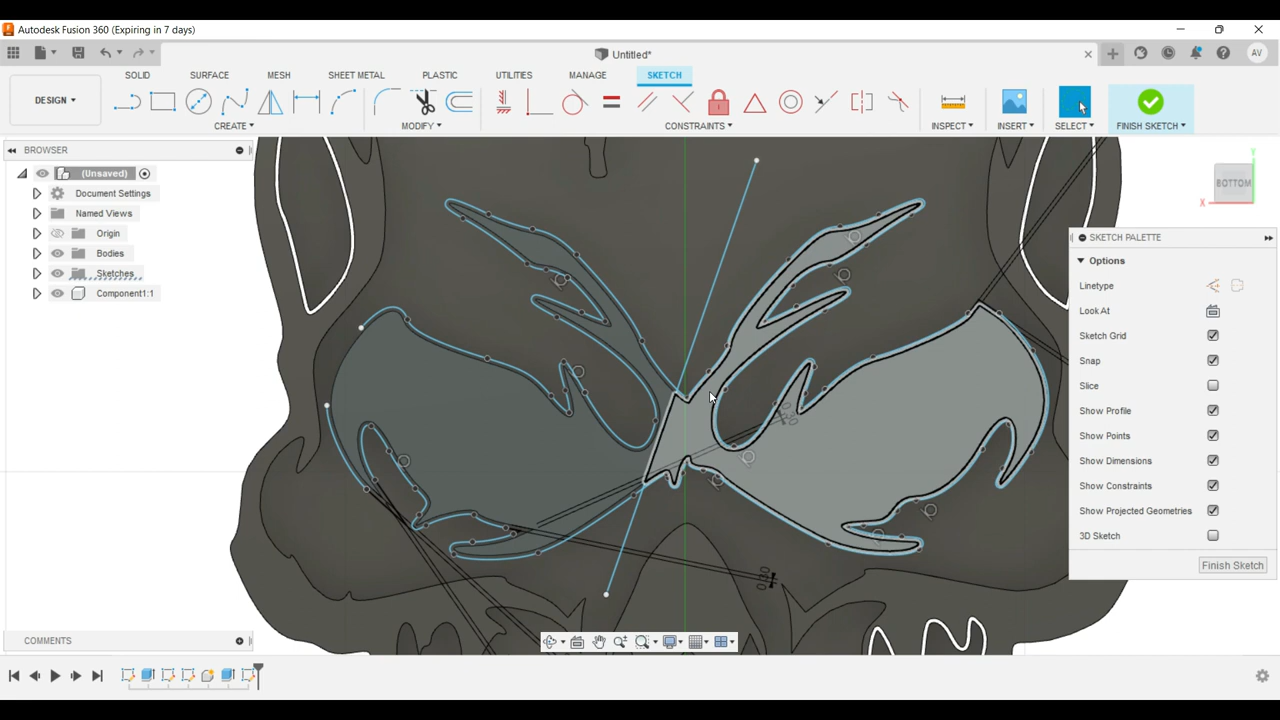 Autodesk Fusion 360 (Expiring in 7 days)
Untitled*
AV
DESIGN
SOLID SURFACE MESH SHEET METAL PLASTIC UTILITIES MANAGE SKETCH
CREATE MODIFY CONSTRAINTS INSPECT INSERT SELECT FINISH SKETCH
BROWSER
(Unsaved)
Document Settings
Named Views
Origin
Bodies
Sketches
Component1:1
BOTTOM
X
SKETCH PALETTE
Options
Linetype
Look At
Sketch Grid
Snap
Slice
Show Profile
Show Points
Show Dimensions
Show Constraints
Show Projected Geometries
3D Sketch
Finish Sketch
COMMENTS